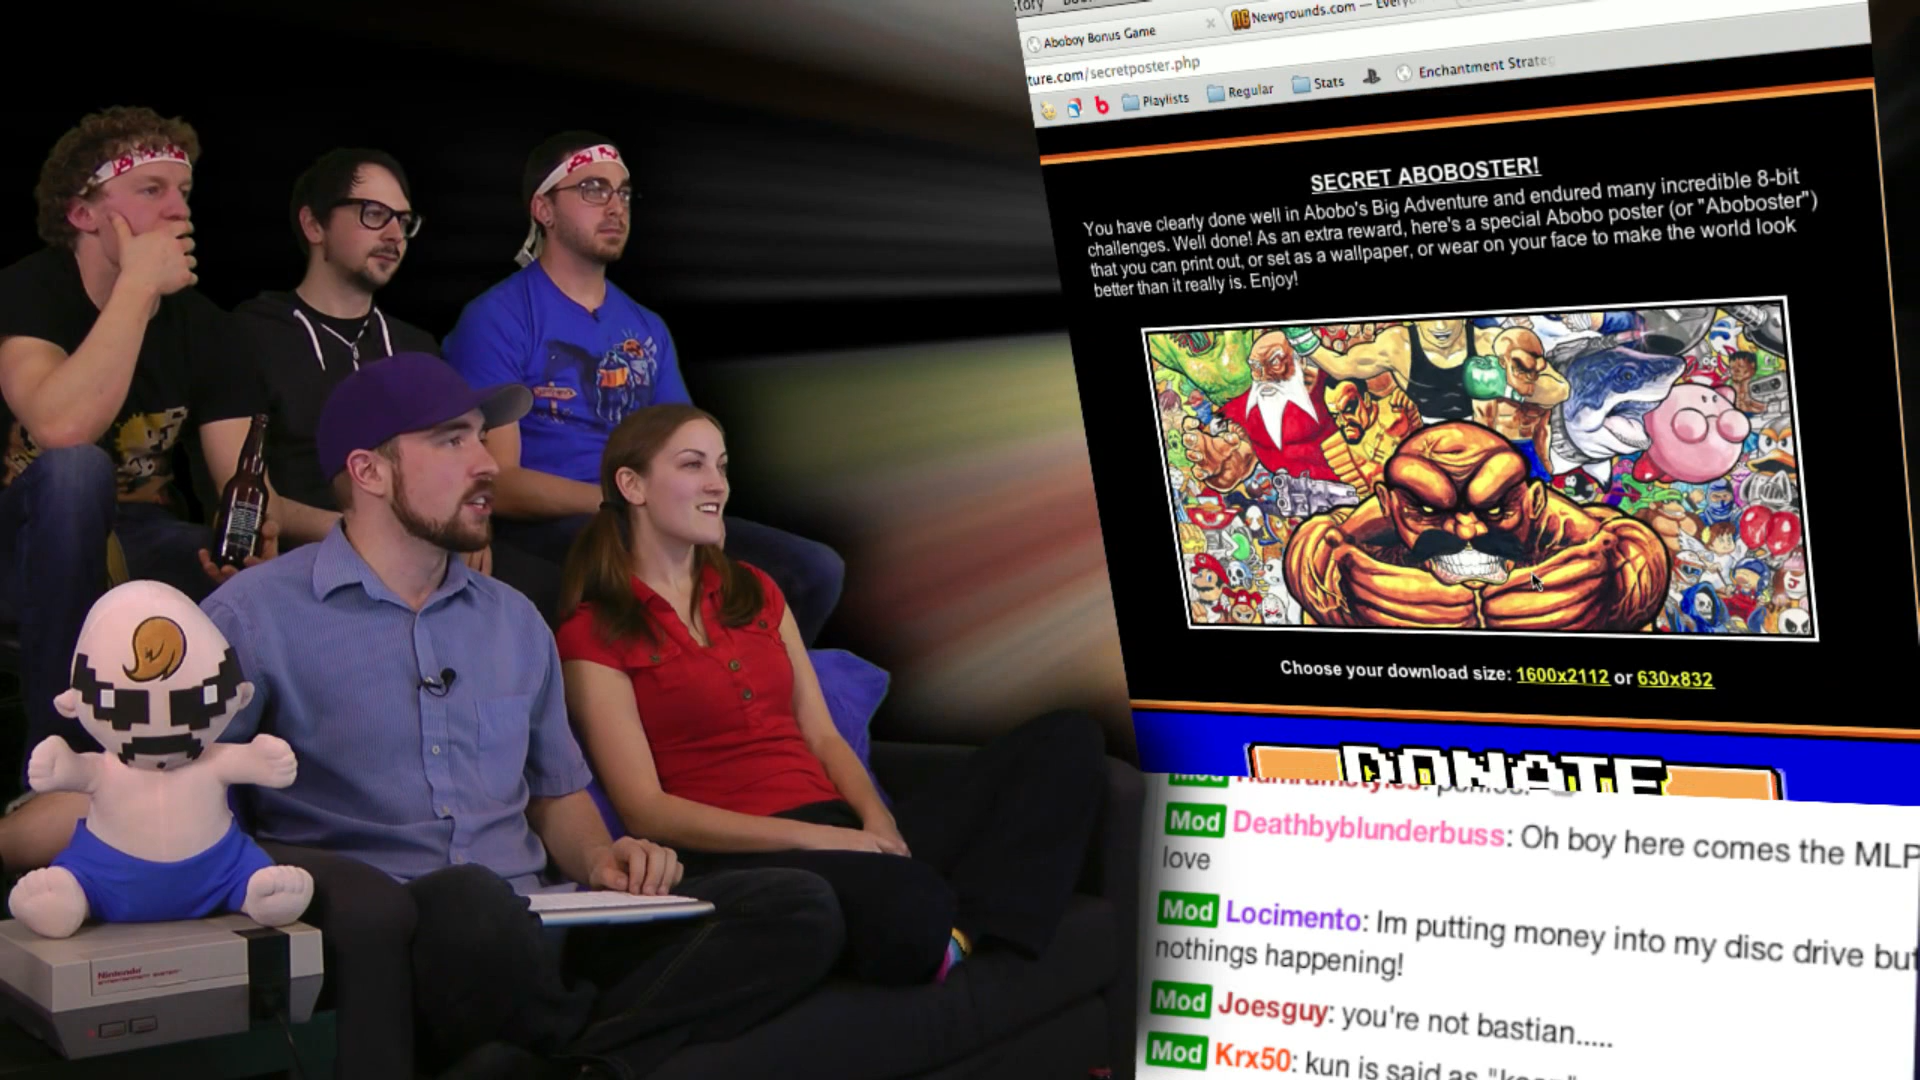 Aboboy Bonus Game
Newgrounds.com —
ture.com/secretposter.php
Playlists
Regular
Stats
Enchantment
SECRET ABOBOSTER!
You have clearly done well in Abobo's Big Adventure and endured many incredible 8-bit
challenges. Well done! As an extra reward, here's a special Abobo poster (or "Aboboster")
that you can print out, or set as a wallpaper, or wear on your face to make the world look
better than it really is. Enjoy!
Choose your download size: 1600x2112 or 630x832
DONATE
Mod Deathbyblunderbuss: Oh boy here comes the MLP
love
Mod Locimento: Im putting money into my disc drive but
nothings happening!
Mod Joesguy: you're not bastian.....
Mod Krx50: kun is said as
Nintendo
ENTERTAINMENT SYSTEM